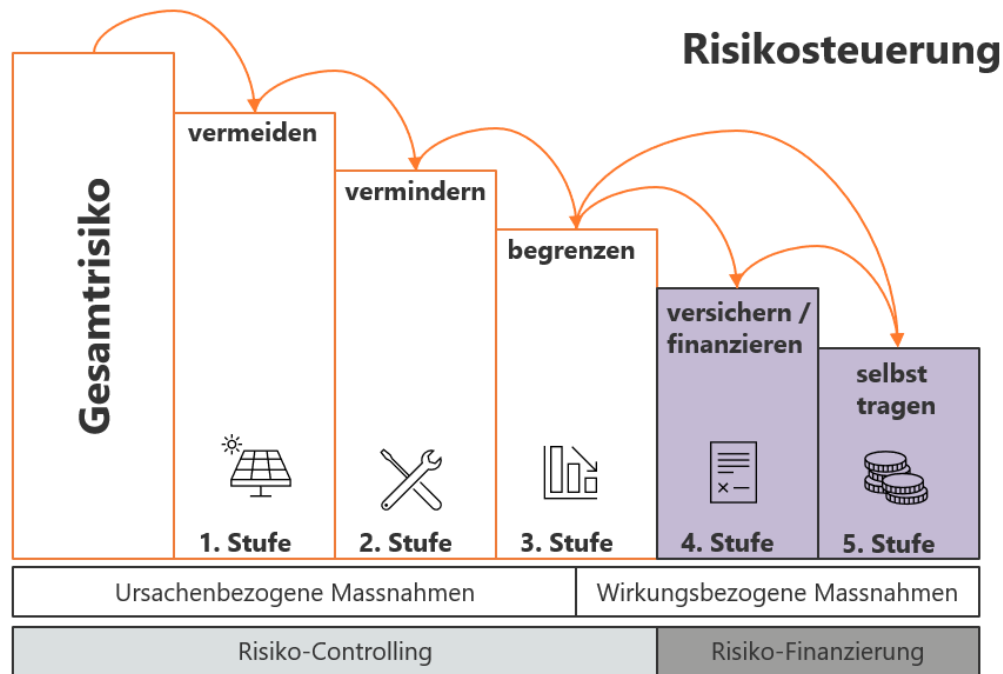 Risikosteuerung
Gesamtrisiko
vermeiden
vermindern
begrenzen
versichern /
finanzieren
selbst
tragen
1. Stufe
2. Stufe
3. Stufe
4. Stufe
5. Stufe
Ursachenbezogene Massnahmen
Wirkungsbezogene Massnahmen
Risiko-Controlling
Risiko-Finanzierung